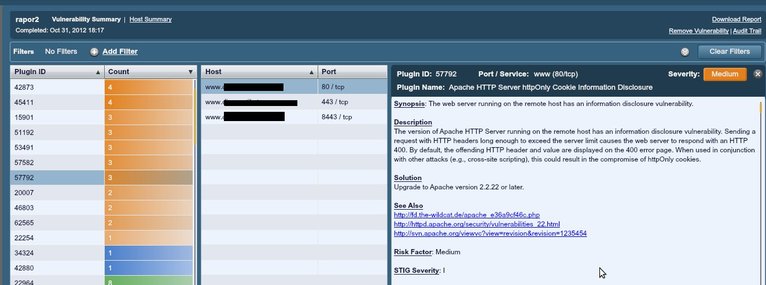 rapor2 Vulnerability Summary | Host Summary Download Report
Completed: Oct 31, 2012 18:17 Remove Vulnerability | Audit Trail
Filters No Filters Add Filter Clear Filters
Plugin ID Count Host Port
42873 4
45411 4
15901 3
51192 3
53491 3
57582 3
57792 3
20007 2
46803 2
62565 2
22254 1
34324 1
42880 1
22964 8
www. 80 / tcp
www. 443 / tcp
www. 8443 / tcp
Plugin ID: 57792 Port / Service: www (80/tcp) Severity: Medium
Plugin Name: Apache HTTP Server httpOnly Cookie Information Disclosure
Synopsis: The web server running on the remote host has an information disclosure vulnerability.
Description
The version of Apache HTTP Server running on the remote host has an information disclosure vulnerability. Sending a
request with HTTP headers long enough to exceed the server limit causes the web server to respond with an HTTP
400. By default, the offending HTTP header and value are displayed on the 400 error page. When used in conjunction
with other attacks (e.g., cross-site scripting), this could result in the compromise of httpOnly cookies.
Solution
Upgrade to Apache version 2.2.22 or later.
See Also
http://fd.the-wildcat.de/apache_e36a9cf46c.php
http://httpd.apache.org/security/vulnerabilities_22.html
http://svn.apache.org/viewvc?view=revision&revision=1235454
Risk Factor: Medium
STIG Severity: I